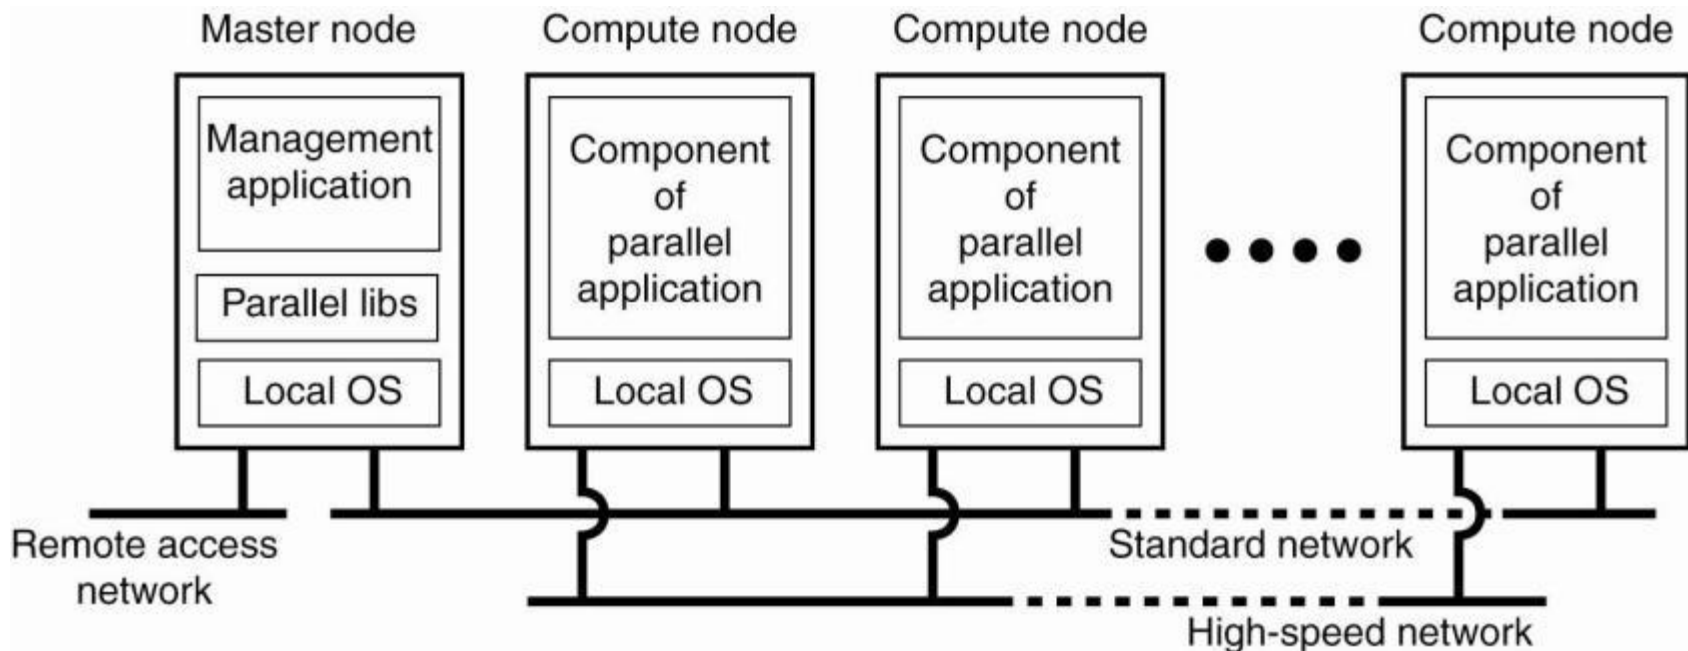 Master node
Compute node
Compute node
Compute node
Management
application
Parallel libs
Local OS
Component
of
parallel
application
Local OS
Component
of
parallel
application
Local OS
Component
of
parallel
application
Local OS
Remote access
network
Standard network
High-speed network